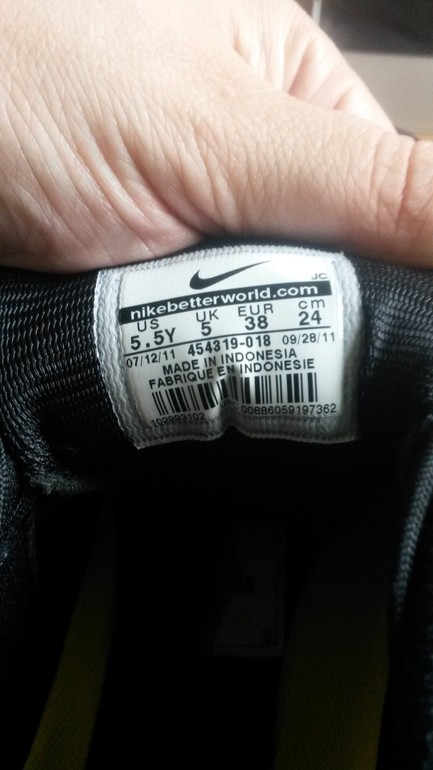 JC
nikebetterworld.com
US UK EUR cm
5.5Y 5 38 24
07/12/11 454319-018 09/28/11
MADE IN INDONESIA
FABRIQUE EN INDONESIE
00886059197362